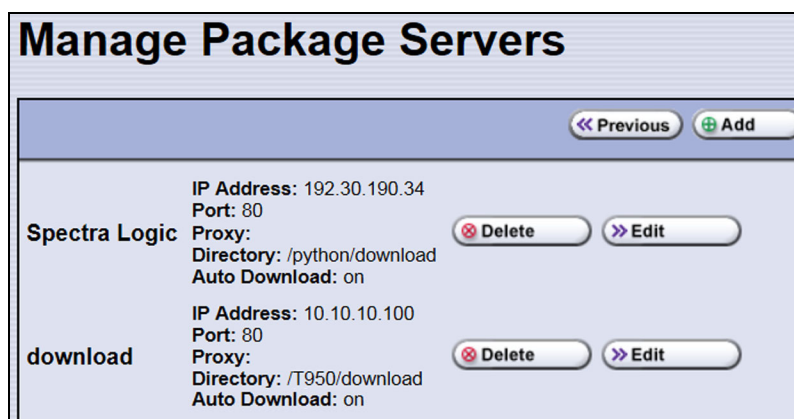 Manage Package Servers
Previous Add
IP Address: 192.30.190.34
Port: 80
Spectra Logic Proxy: Delete Edit
Directory: /python/download
Auto Download: on
IP Address: 10.10.10.100
Port: 80
download Proxy: Delete Edit
Directory: /T950/download
Auto Download: on